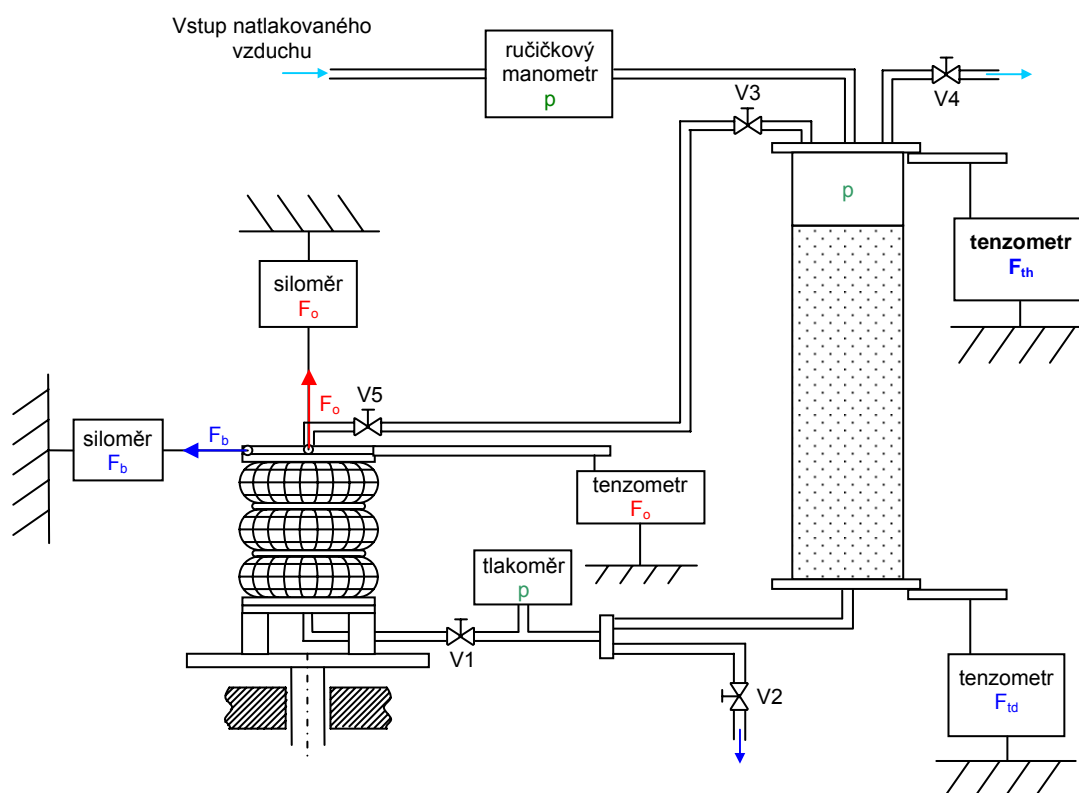 Vstup natlakovaného
vzduchu
ručičkový
manometr
p
V3
V4
p
tenzometr
Fth
siloměr
Fo
Fo
V5
siloměr
Fb
Fb
tenzometr
Fo
tlakoměr
p
V1
V2
tenzometr
Ftd